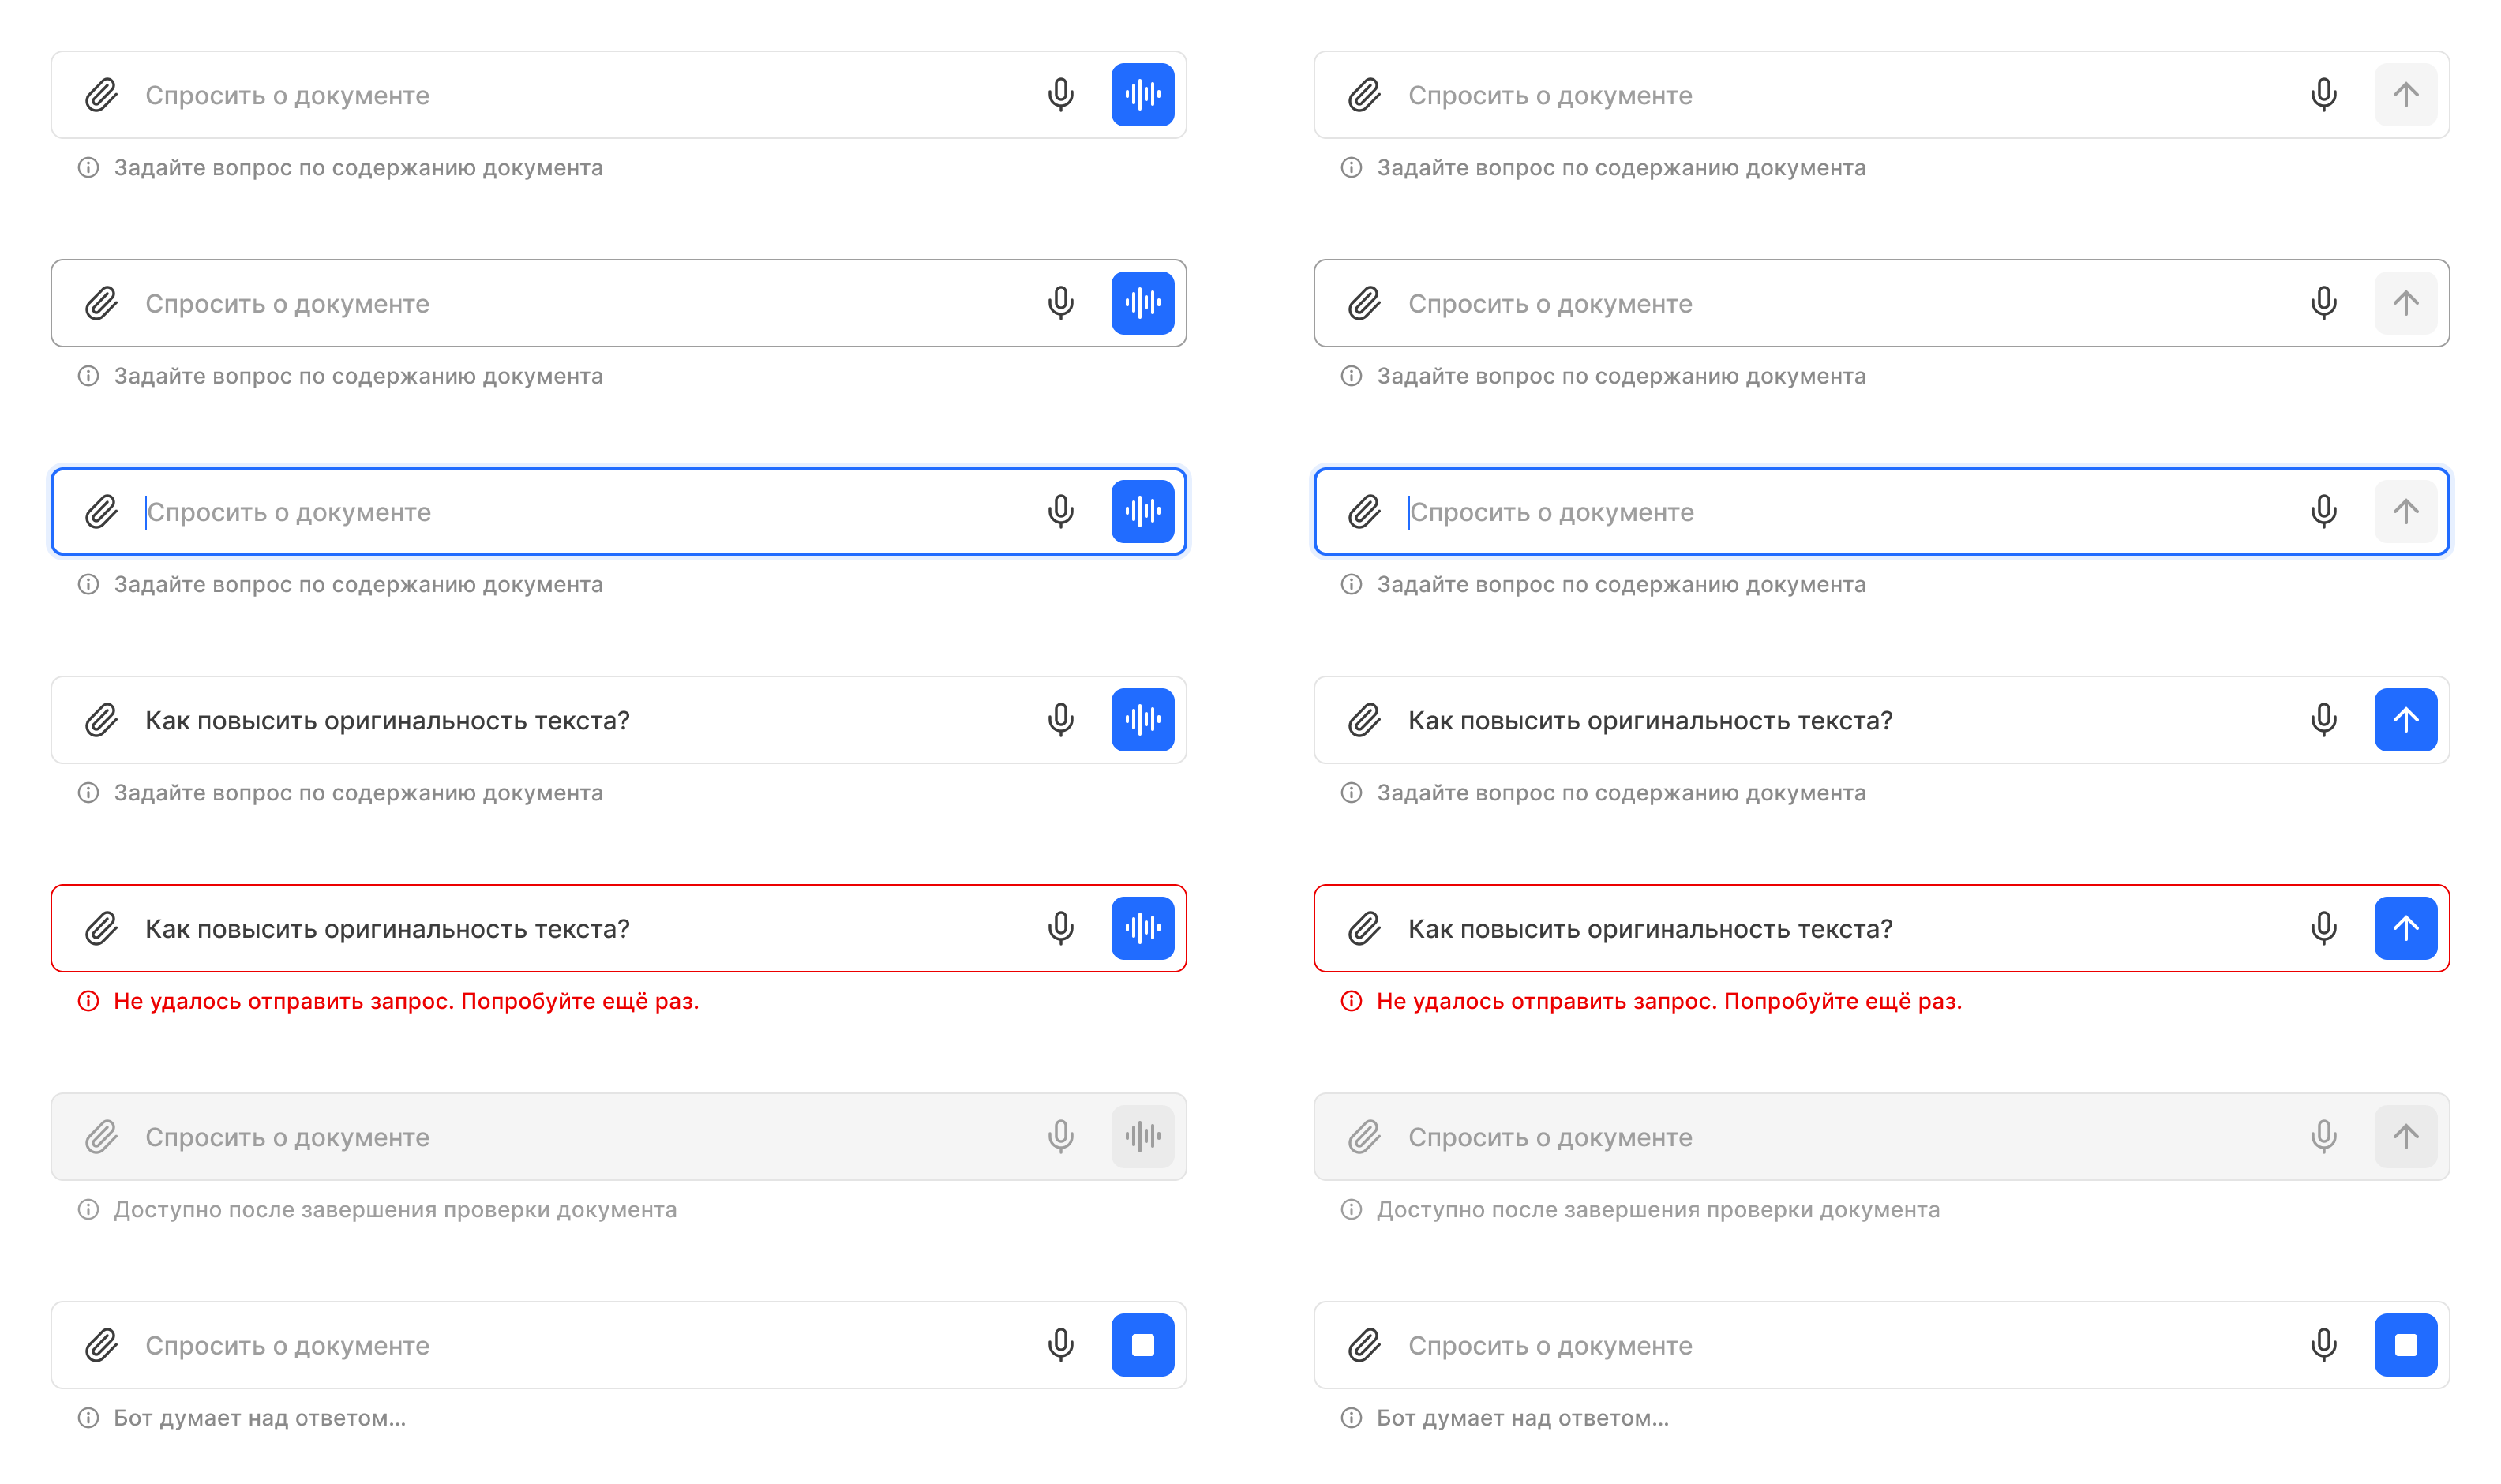 Спросить о документе
Спросить о документе
Задайте вопрос по содержанию документа
Задайте вопрос по содержанию документа
Спросить о документе
Спросить о документе
Задайте вопрос по содержанию документа
Задайте вопрос по содержанию документа
Спросить о документе
Спросить о документе
Задайте вопрос по содержанию документа
Задайте вопрос по содержанию документа
Как повысить оригинальность текста?
Как повысить оригинальность текста?
Задайте вопрос по содержанию документа
Задайте вопрос по содержанию документа
Как повысить оригинальность текста?
Как повысить оригинальность текста?
Не удалось отправить запрос. Попробуйте ещё раз.
Не удалось отправить запрос. Попробуйте ещё раз.
Спросить о документе
Спросить о документе
Доступно после завершения проверки документа
Доступно после завершения проверки документа
Спросить о документе
Спросить о документе
Бот думает над ответом...
Бот думает над ответом...